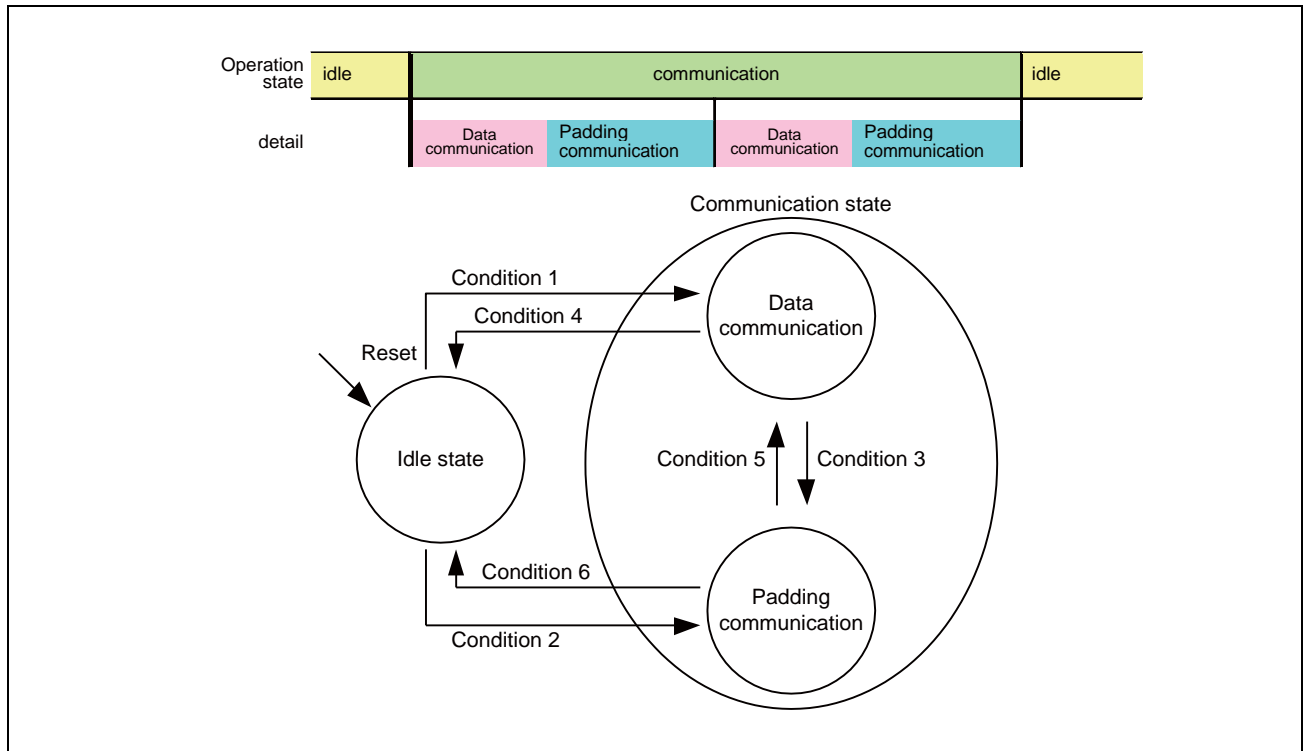 Operation
state
idle
communication
idle
detail
Data
communication
Padding
communication
Data
communication
Padding
communication
Communication state
Condition 1
Data
communication
Condition 4
Reset
Idle state
Condition 5
Condition 3
Condition 6
Padding
communication
Condition 2